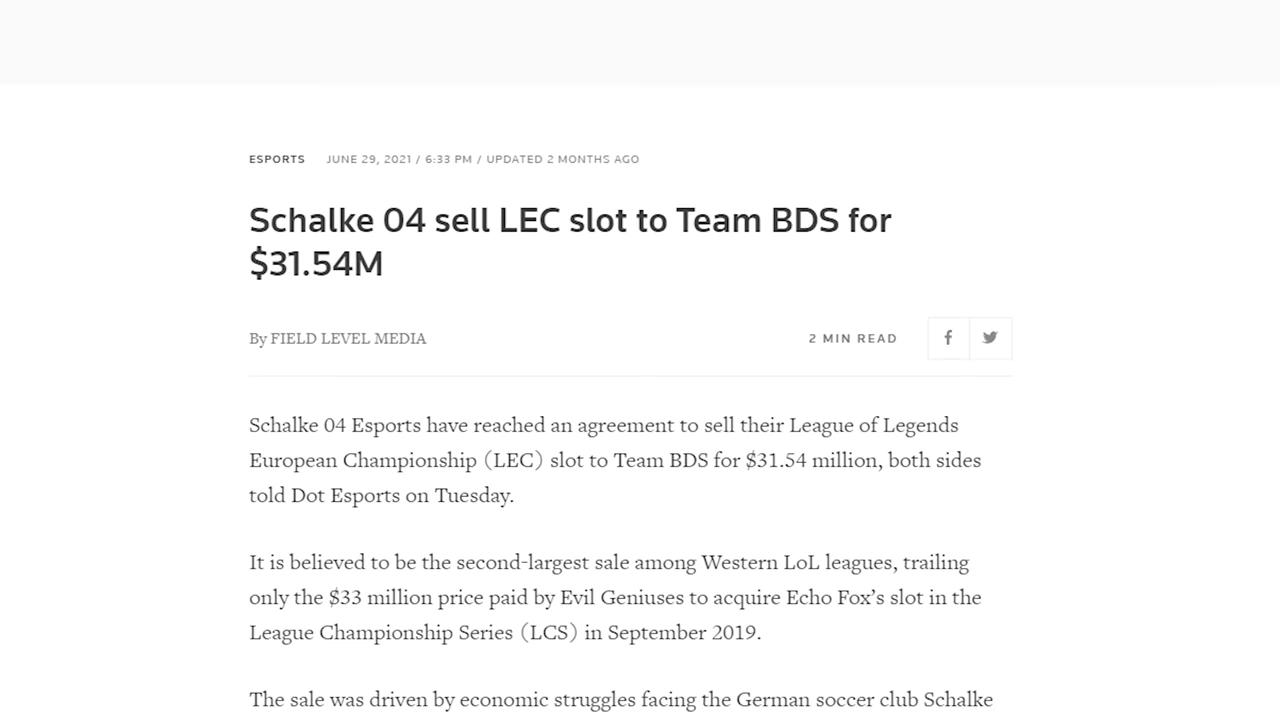 ESPORTS JUNE 29, 2021 / 6:33 PM / UPDATED 2 MONTHS AGO
Schalke 04 sell LEC slot to Team BDS for
$31.54M
By FIELD LEVEL MEDIA 2 MIN READ
Schalke 04 Esports have reached an agreement to sell their League of Legends
European Championship (LEC) slot to Team BDS for $31.54 million, both sides
told Dot Esports on Tuesday.
It is believed to be the second-largest sale among Western LoL leagues, trailing
only the $33 million price paid by Evil Geniuses to acquire Echo Fox’s slot in the
League Championship Series (LCS) in September 2019.
The sale was driven by economic struggles facing the German soccer club Schalke